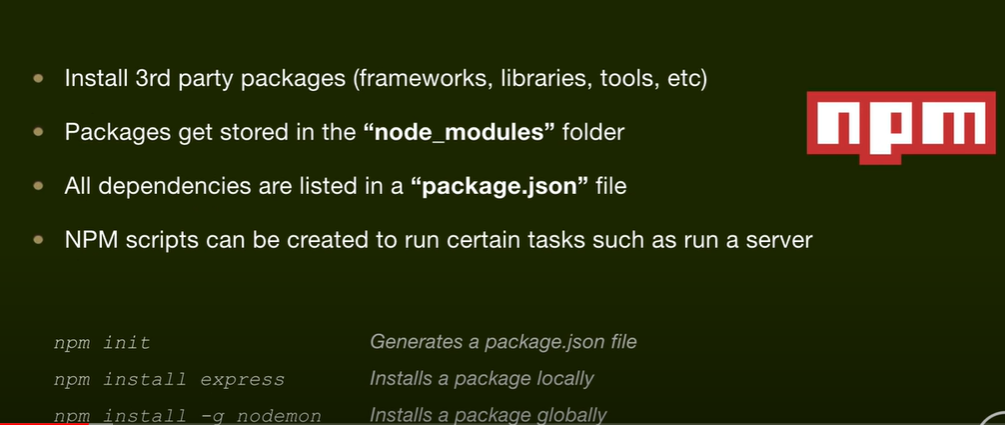 Install 3rd party packages (frameworks, libraries, tools, etc)
npm
Packages get stored in the “node_modules” folder
All dependencies are listed in a “package.json” file
NPM scripts can be created to run certain tasks such as run a server
npm init Generates a package.json file
npm install express Installs a package locally
npm install -g nodemon Installs a package globally